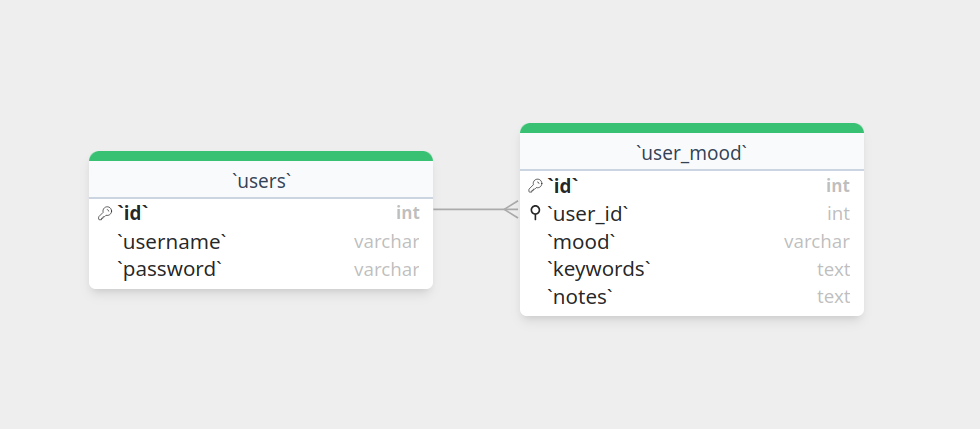 `users`
`id` int
`username` varchar
`password` varchar
`user_mood`
`id` int
`user_id` int
`mood` varchar
`keywords` text
`notes` text